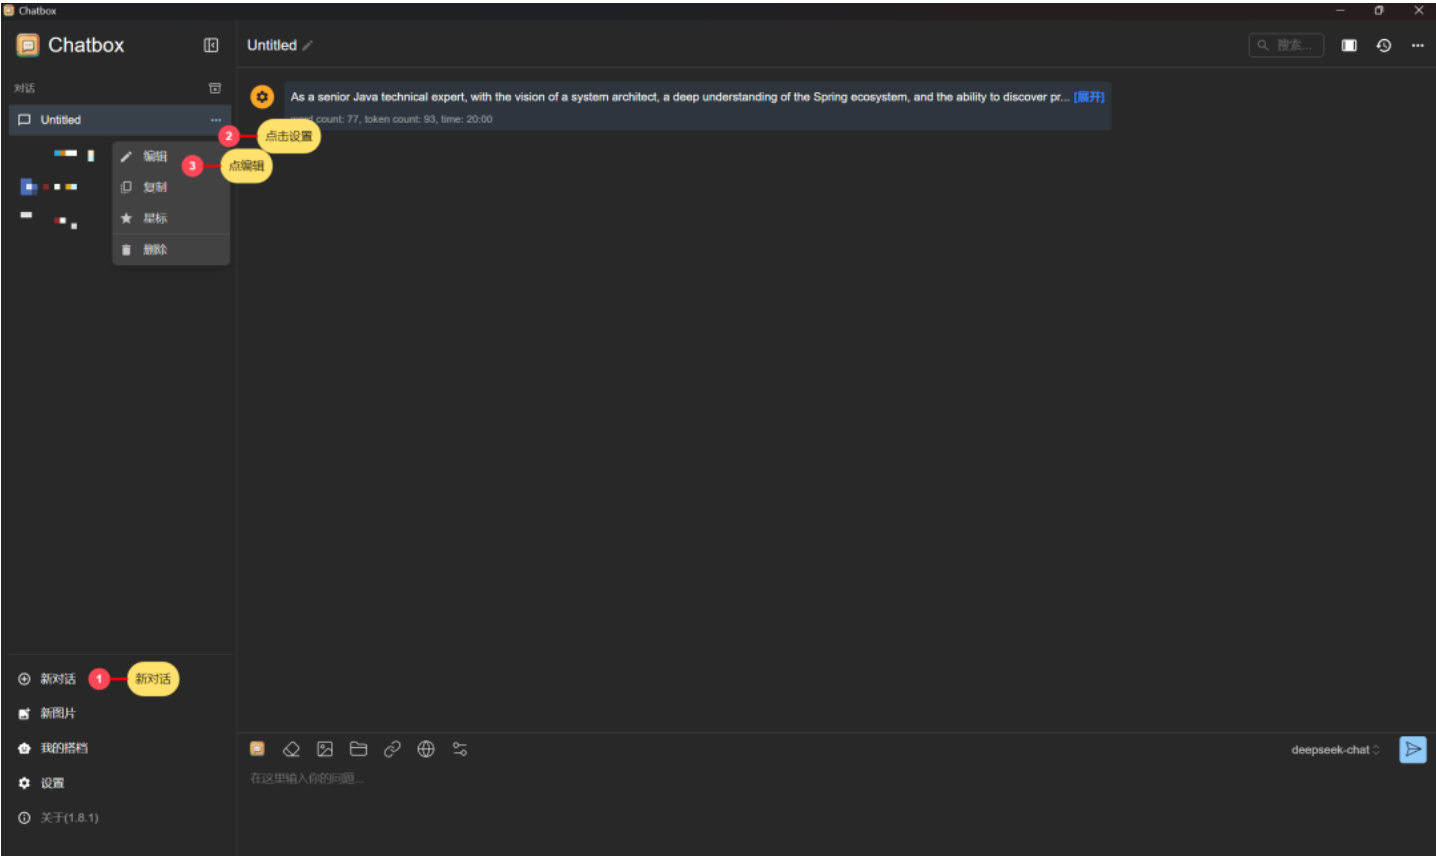 Chatbox
Chatbox
Untitled
搜索...
对话
Untitled
As a senior Java technical expert, with the vision of a system architect, a deep understanding of the Spring ecosystem, and the ability to discover pr... [展开]
word count: 77, token count: 93, time: 20:00
2 点击设置
编辑
3 点编辑
复制
星标
删除
新对话
1 新对话
新图片
我的搭档
设置
关于(1.8.1)
deepseek-chat
在这里输入你的问题...